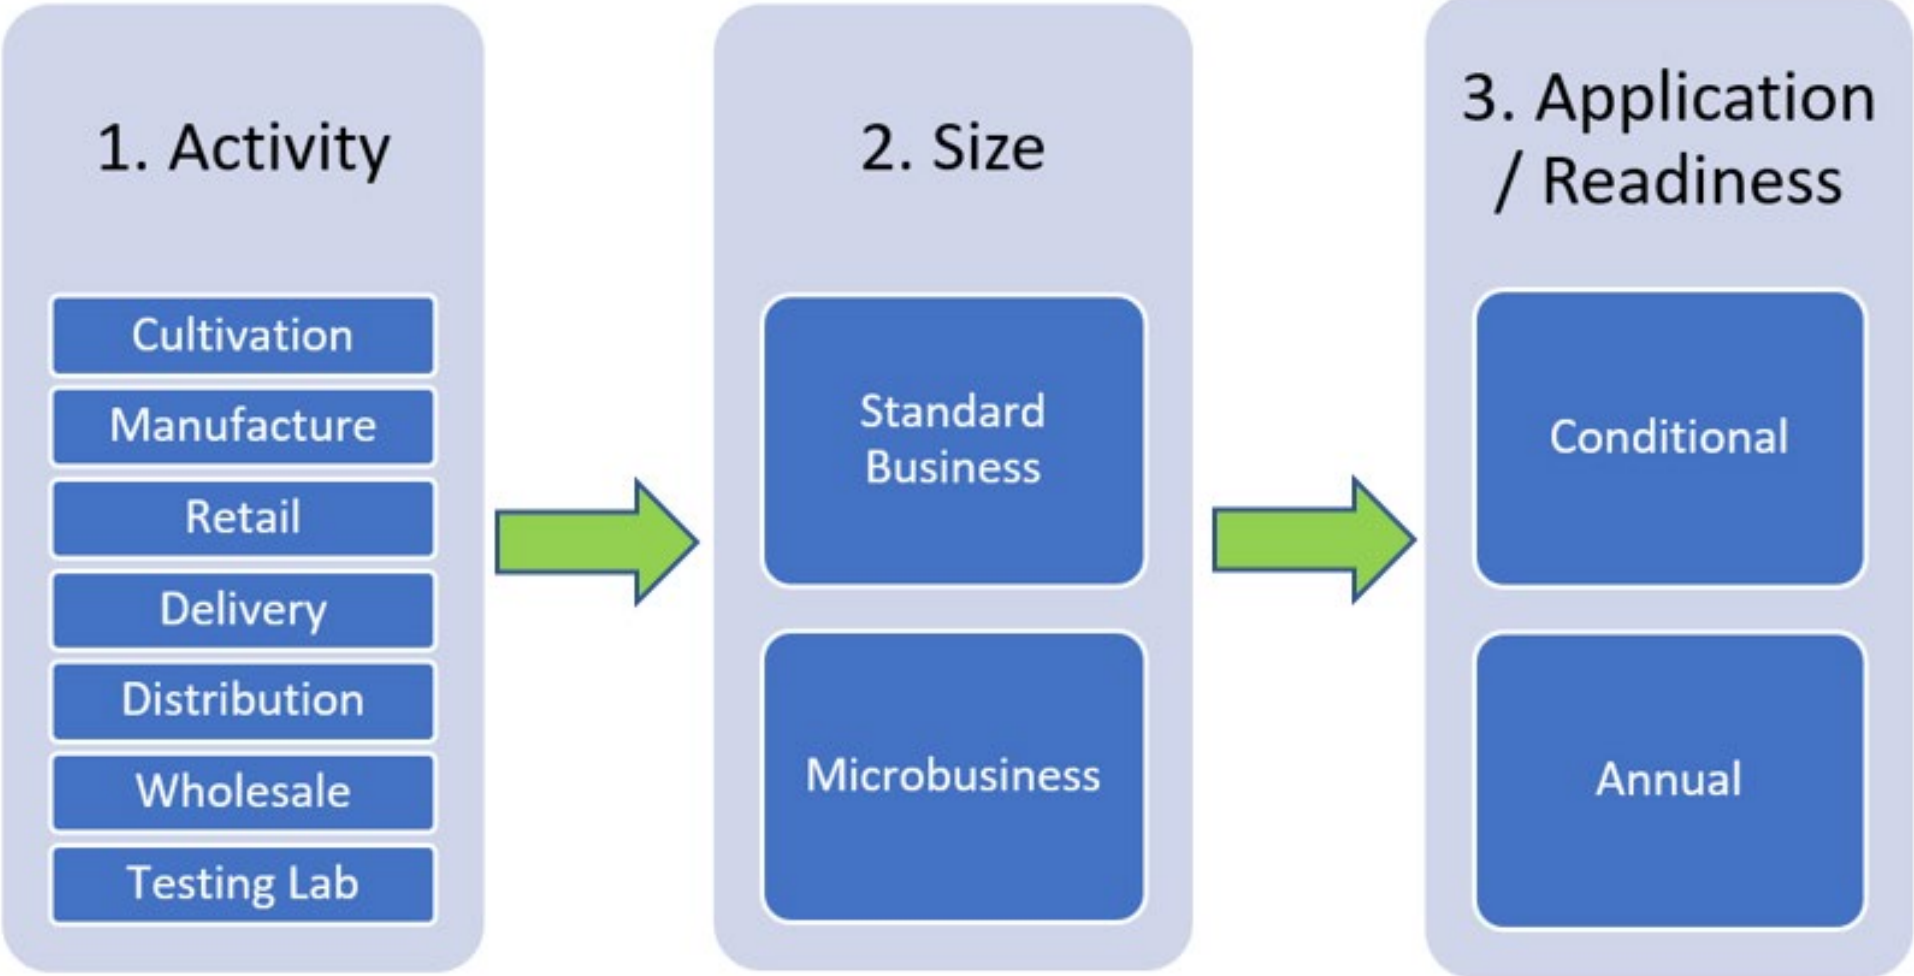 1. Activity
Cultivation
Manufacture
Retail
Delivery
Distribution
Wholesale
Testing Lab
2. Size
Standard
Business
Microbusiness
3. Application
/ Readiness
Conditional
Annual